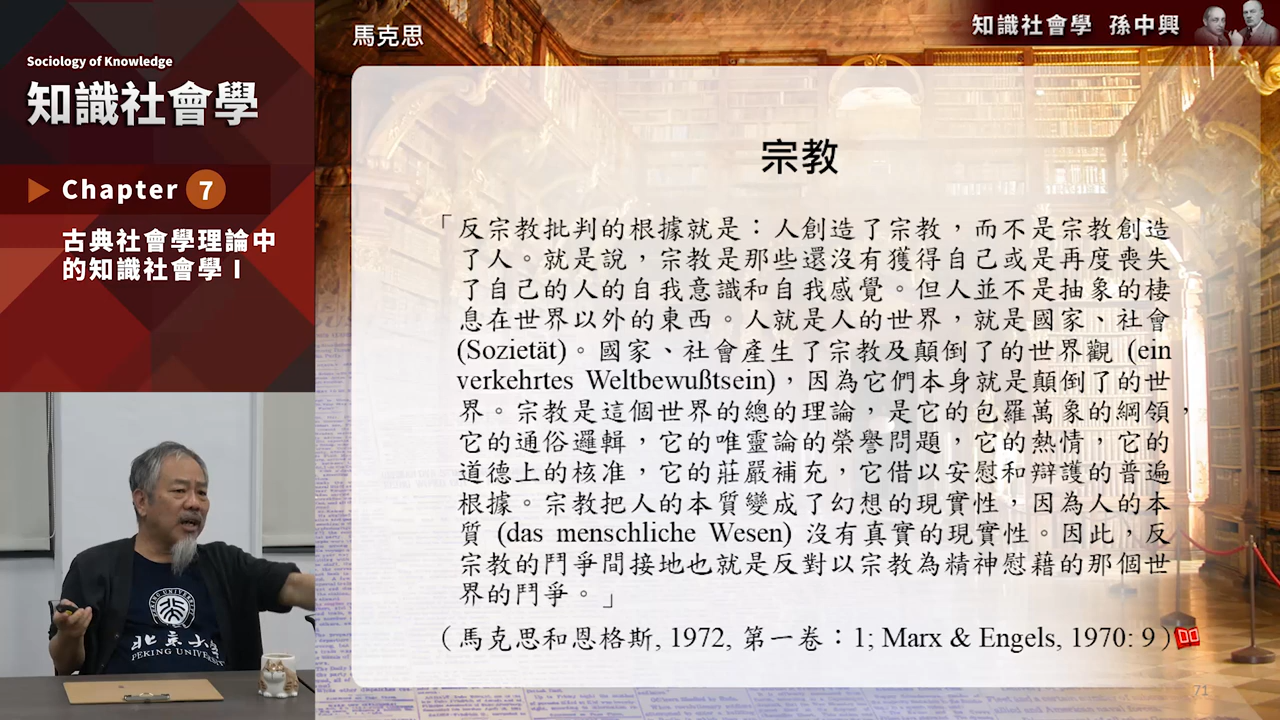 Sociology of Knowledge
知識社會學
Chapter 7
古典社會學理論中
的知識社會學 I
馬克思
知識社會學 孫中興
宗教
「反宗教批判的根據就是：人創造了宗教，而不是宗教創造
了人。就是說，宗教是那些還沒有獲得自己或是再度喪失
了自己的人的自我意識和自我感覺。但人並不是抽象的棲
息在世界以外的東西。人就是人的世界，就是國家、社會
(Sozietät)。國家、社會產生了宗教及顛倒了的世界觀 (ein
verkehrtes Weltbewußtsein)，因為它們本身就是顛倒了的世
界。宗教是這個世界的總的理論，是它的包羅萬象的綱領，
它的通俗邏輯，它的唯靈論的榮譽問題，它的熱情，它的
道德上的核准，它的莊嚴補充，它借以安慰和辯護的普遍
根據。宗教把人的本質變成了幻想的現實性，因為人的本
質 (das menschliche Wesen) 沒有真實的現實性。因此，反
宗教的鬥爭間接地也就是反對以宗教為精神慰藉的那個世
界的鬥爭。」
（馬克思和恩格斯, 1972, 第一卷：1; Marx & Engels, 1970: 9）
71
北京大学
PEKING UNIVERSITY